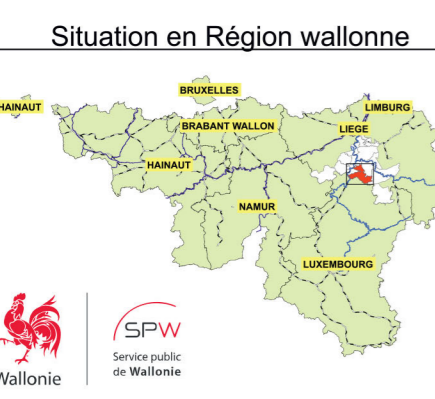 Situation en Région wallonne
BRUXELLES
HAINAUT
LIMBURG
BRABANT WALLON
LIEGE
HAINAUT
NAMUR
LUXEMBOURG
SPW
Service public
de Wallonie
Wallonie